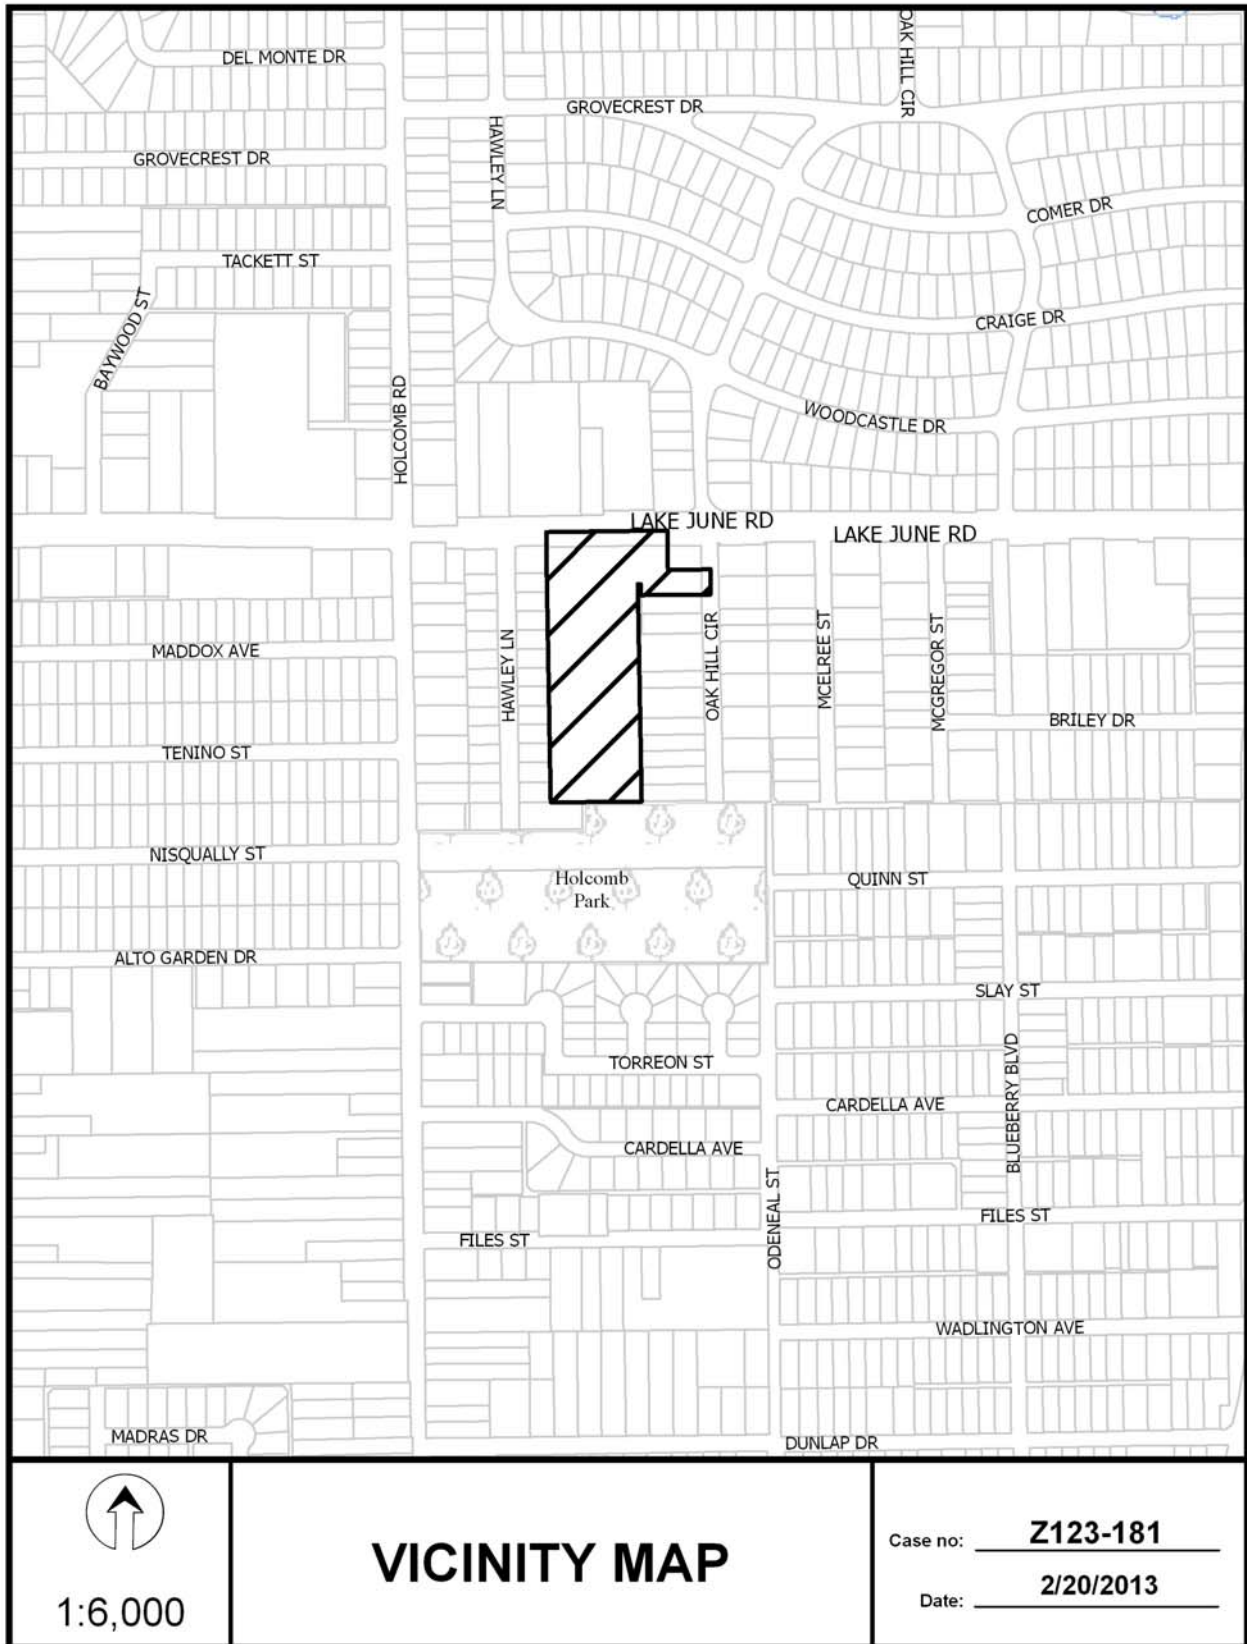 OAK HILL CIR
DEL MONTE DR
GROVECREST DR
HAWLEY LN
GROVECREST DR
COMER DR
TACKETT ST
BAYWOOD ST
CRAIGE DR
HOLCOMB RD
WOODCASTLE DR
LAKE JUNE RD
LAKE JUNE RD
MADDOX AVE
HAWLEY LN
OAK HILL CIR
MCELREE ST
MCGREGOR ST
BRILEY DR
TENINO ST
NISQUALLY ST
Holcomb
Park
QUINN ST
ALTO GARDEN DR
SLAY ST
TORREON ST
BLUEBERRY BLVD
CARDELLA AVE
CARDELLA AVE
ODENEAL ST
FILES ST
FILES ST
WADLINGTON AVE
MADRAS DR
DUNLAP DR
1:6,000
VICINITY MAP
Case no: Z123-181
Date: 2/20/2013